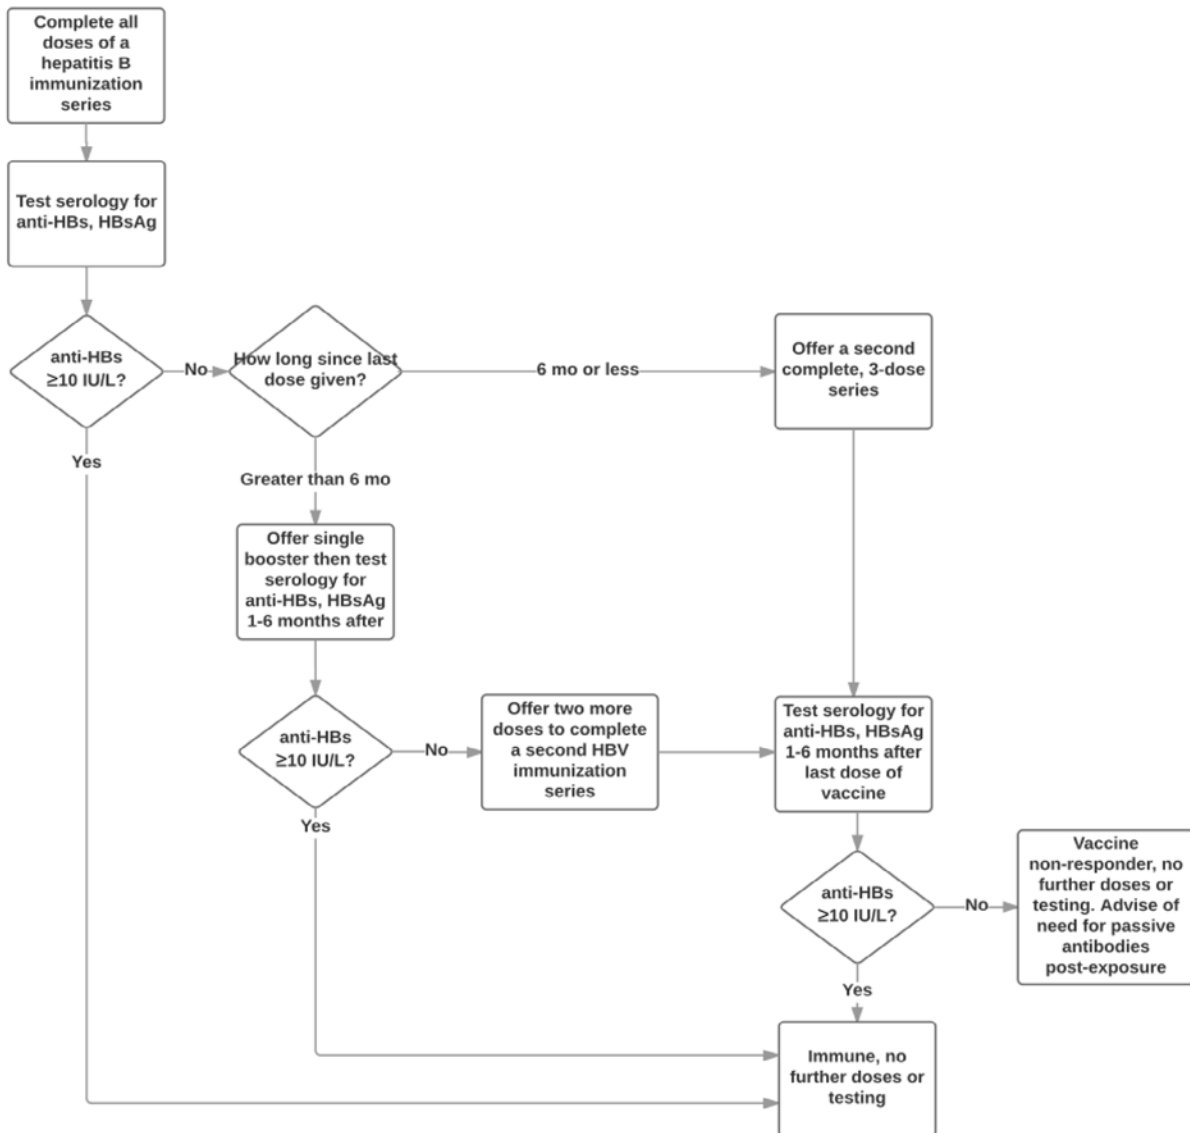 Complete all
doses of a
hepatitis B
immunization
series
Test serology for
anti-HBs, HBsAg
anti-HBs
≥10 IU/L?
No
How long since last
dose given?
6 mo or less
Offer a second
complete, 3-dose
series
Yes
Greater than 6 mo
Offer single
booster then test
serology for
anti-HBs, HBsAg
1-6 months after
anti-HBs
≥10 IU/L?
No
Offer two more
doses to complete
a second HBV
immunization
series
Test serology for
anti-HBs, HBsAg
1-6 months after
last dose of
vaccine
Yes
anti-HBs
≥10 IU/L?
No
Vaccine
non-responder, no
further doses or
testing. Advise of
need for passive
antibodies
post-exposure
Yes
Immune, no
further doses or
testing